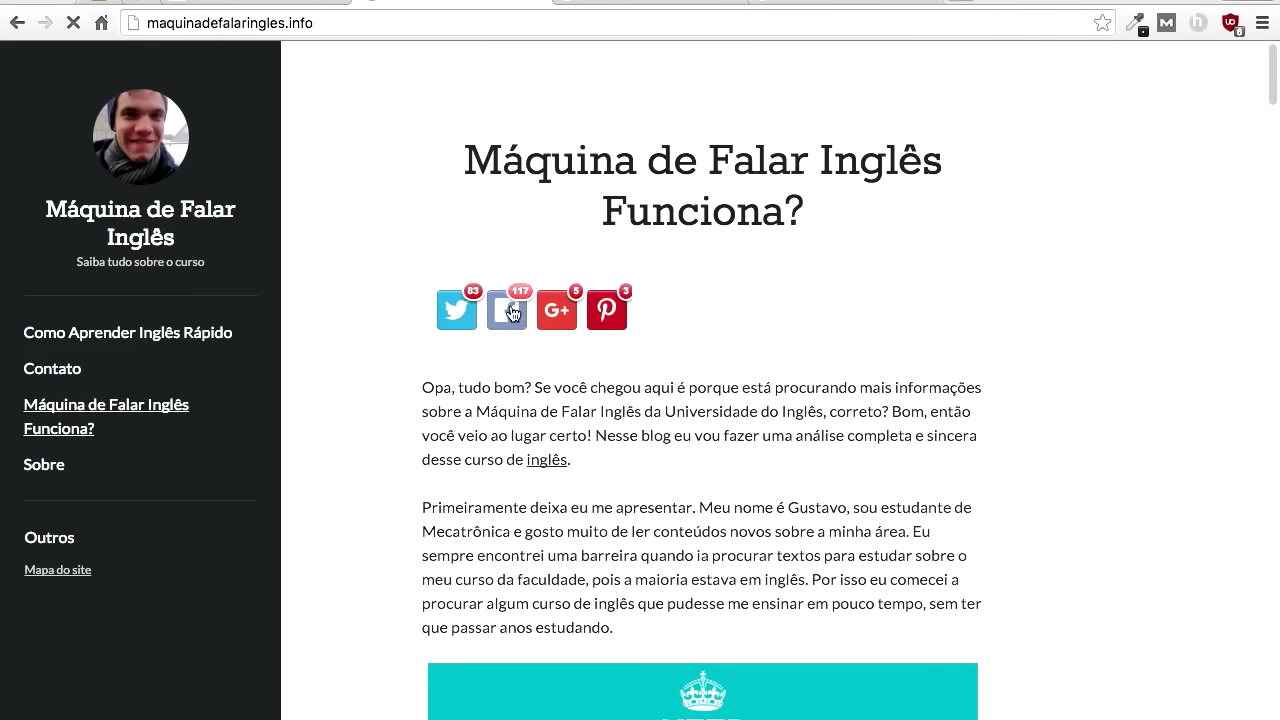 maquinadefalaringles.info
Máquina de Falar
Inglês
Saiba tudo sobre o curso
Como Aprender Inglês Rápido
Contato
Máquina de Falar Inglês
Funciona?
Sobre
Outros
Mapa do site
Máquina de Falar Inglês
Funciona?
83
117
5
3
G+
Opa, tudo bom? Se você chegou aqui é porque está procurando mais informações
sobre a Máquina de Falar Inglês da Universidade do Inglês, correto? Bom, então
você veio ao lugar certo! Nesse blog eu vou fazer uma análise completa e sincera
desse curso de inglês.
Primeiramente deixa eu me apresentar. Meu nome é Gustavo, sou estudante de
Mecatrônica e gosto muito de ler conteúdos novos sobre a minha área. Eu
sempre encontrei uma barreira quando ia procurar textos para estudar sobre o
meu curso da faculdade, pois a maioria estava em inglês. Por isso eu comecei a
procurar algum curso de inglês que pudesse me ensinar em pouco tempo, sem ter
que passar anos estudando.